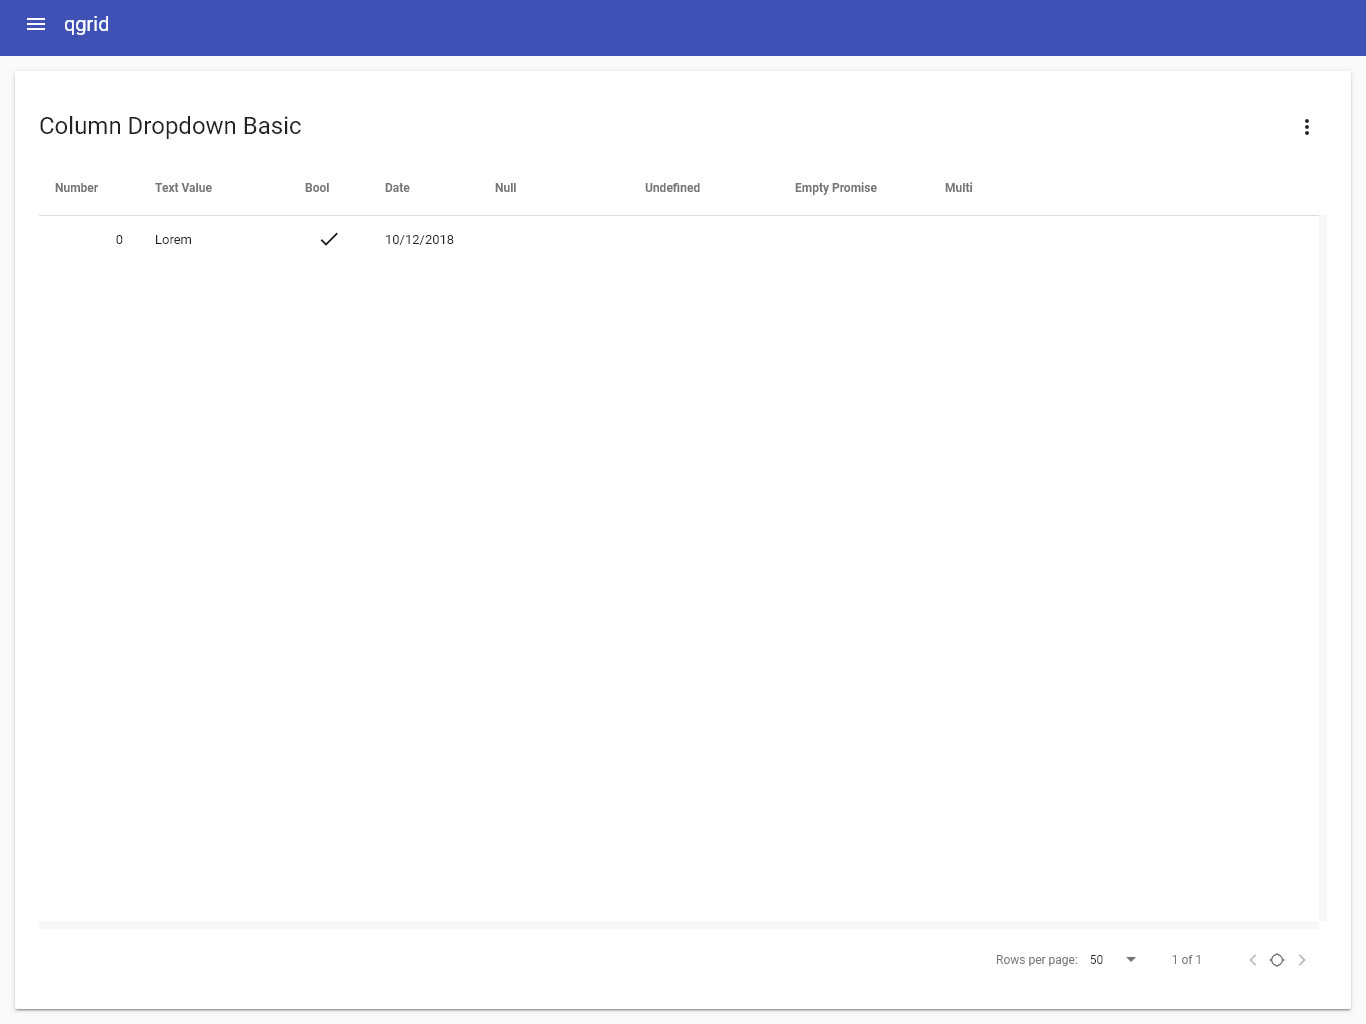 qgrid
Column Dropdown Basic
Number Text Value Bool Date Null Undefined Empty Promise Multi
0 Lorem 10/12/2018
Rows per page: 50 1 of 1